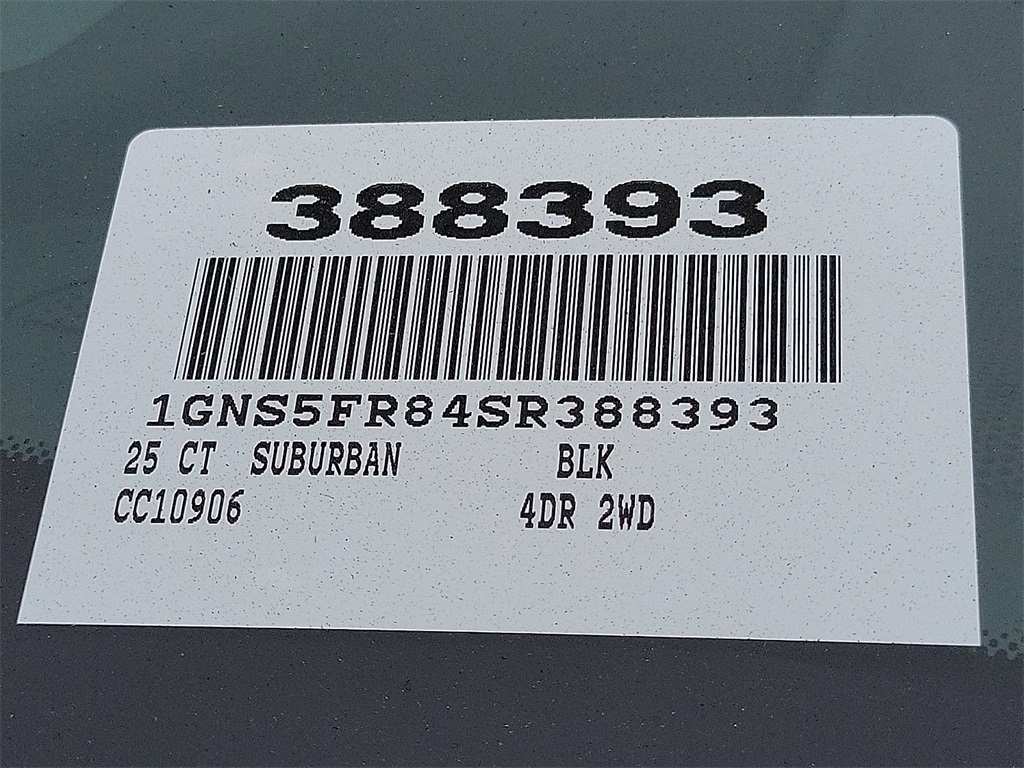 388393
1GNS5FR84SR388393
25 CT SUBURBAN BLK
CC10906 4DR 2WD